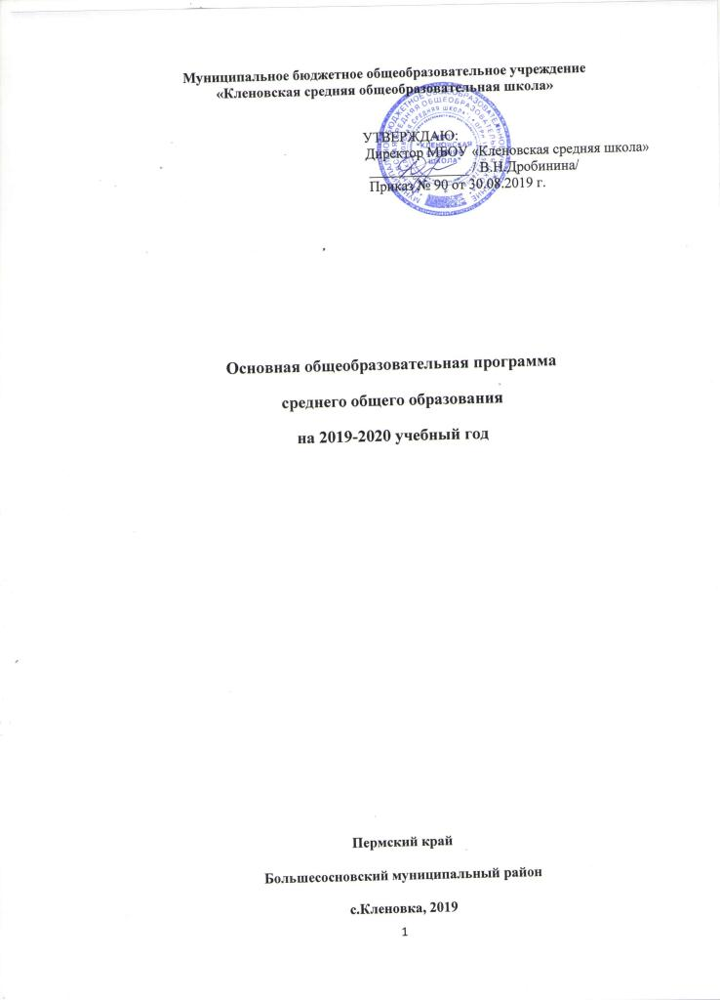 Муниципальное бюджетное общеобразовательное учреждение
«Кленовская средняя общеобразовательная школа»
УТВЕРЖДАЮ:
Директор МБОУ «Кленовская средняя школа»
В.Н.Дробинина/
Приказ № 90 от 30.08.2019 г.
Основная общеобразовательная программа
среднего общего образования
на 2019-2020 учебный год
Пермский край
Большесосновский муниципальный район
с.Кленовка, 2019
1